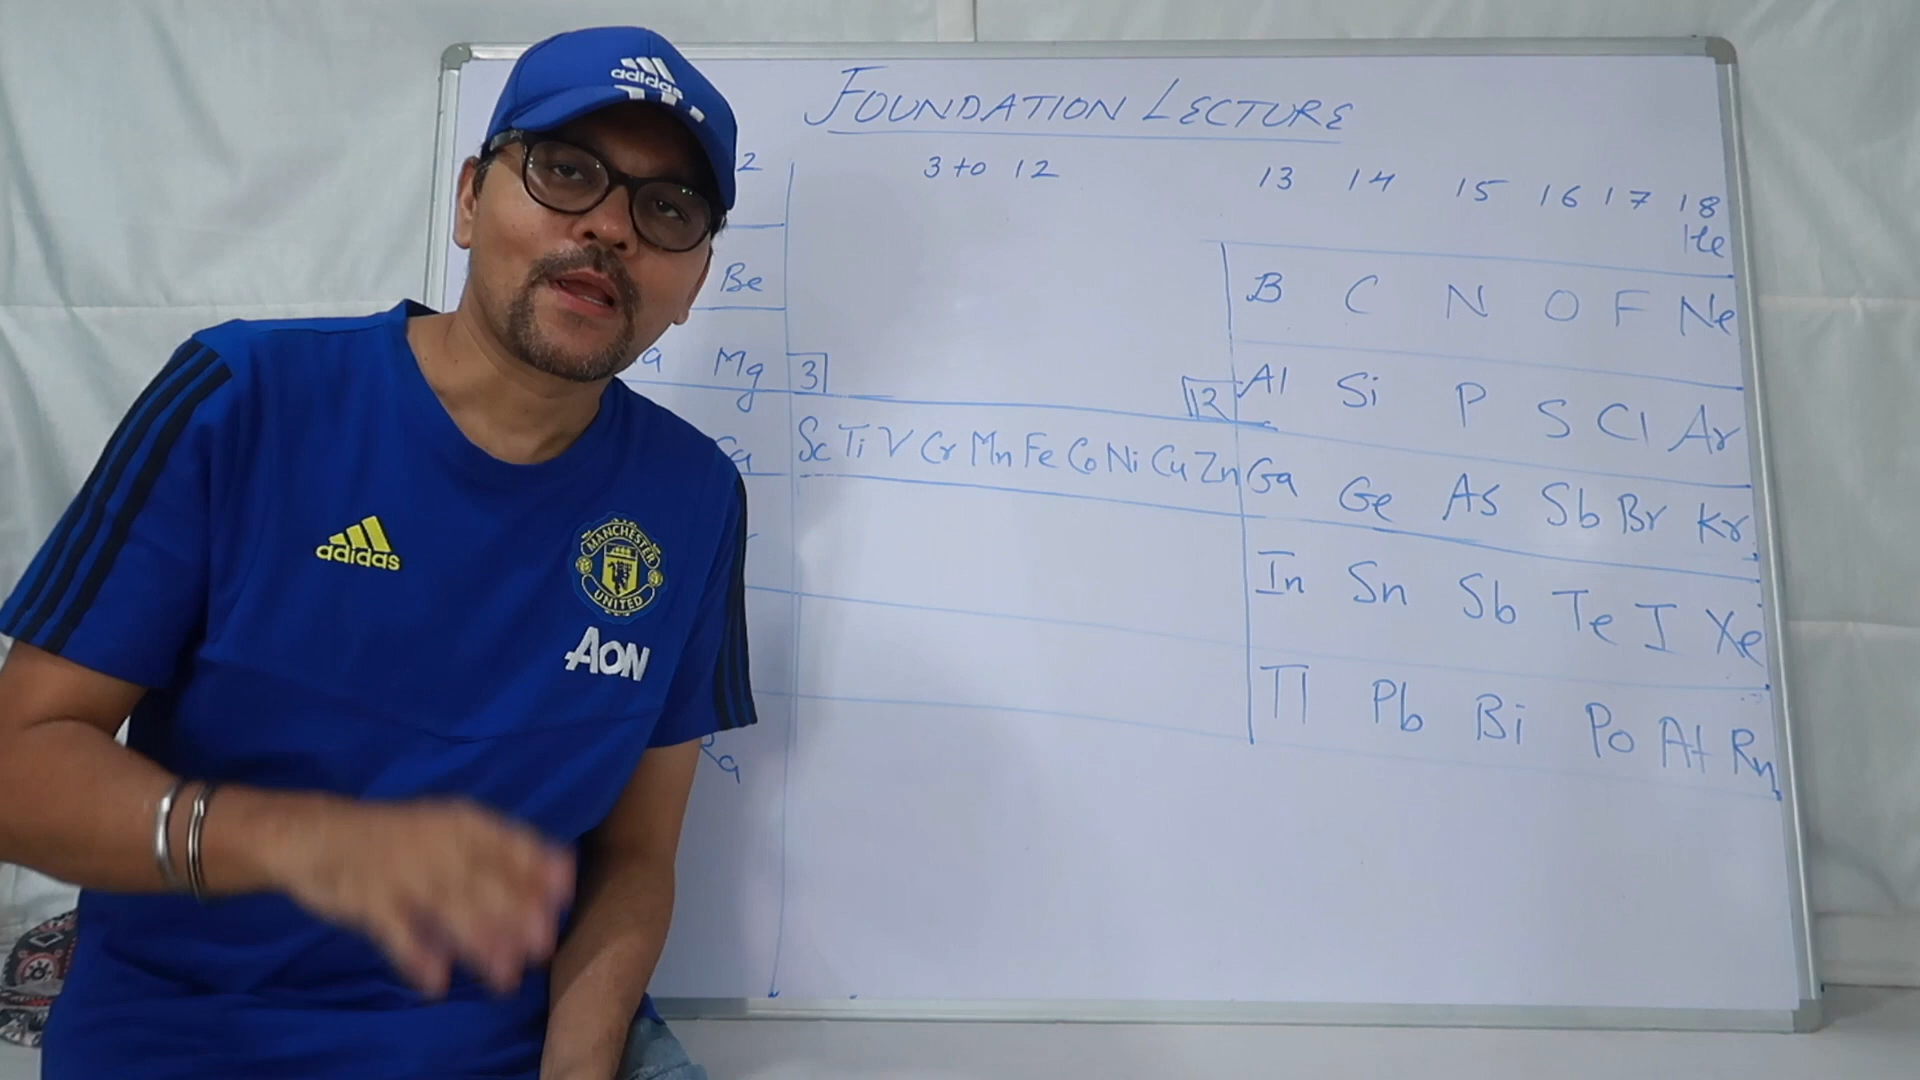 FOUNDATION LECTURE
2 3 to 12 13 14 15 16 17 18
He
Be B C N O F Ne
a Mg 3 12 Al Si P S Cl Ar
Ca Sc Ti V Cr Mn Fe Co Ni Cu Zn Ga Ge As Sb Br Kr
In Sn Sb Te I Xe
Tl Pb Bi Po At Rn
Ra
adidas
adidas
MANCHESTER
UNITED
AON